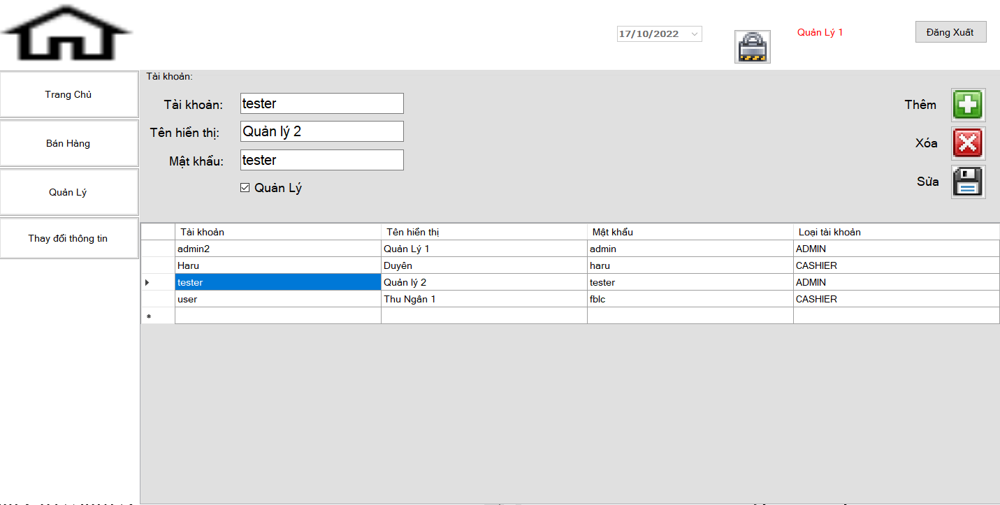 17/10/2022
Quản Lý 1
Đăng Xuất
Trang Chủ
Bán Hàng
Quản Lý
Thay đổi thông tin
Tài khoản:
Tài khoản: tester
Tên hiển thị: Quản lý 2
Mật khẩu: tester
Quản Lý
Thêm
Xóa
Sửa
Tài khoản Tên hiển thị Mật khẩu Loại tài khoản
admin2 Quản Lý 1 admin ADMIN
Haru Duyên haru CASHIER
tester Quản lý 2 tester ADMIN
user Thu Ngân 1 fblc CASHIER